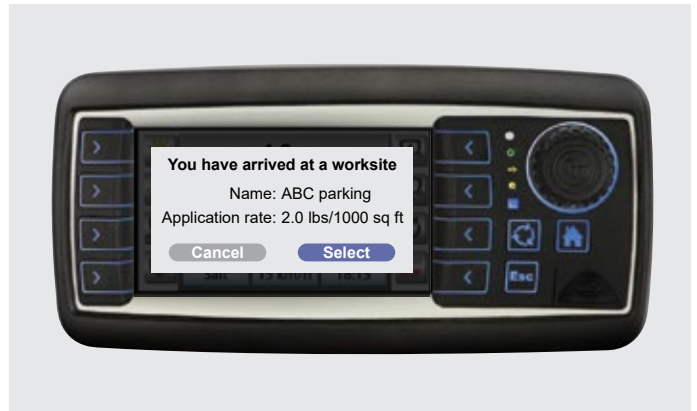 You have arrived at a worksite
Name: ABC parking
Application rate: 2.0 lbs/1000 sq ft
Cancel Select
Salt
Esc